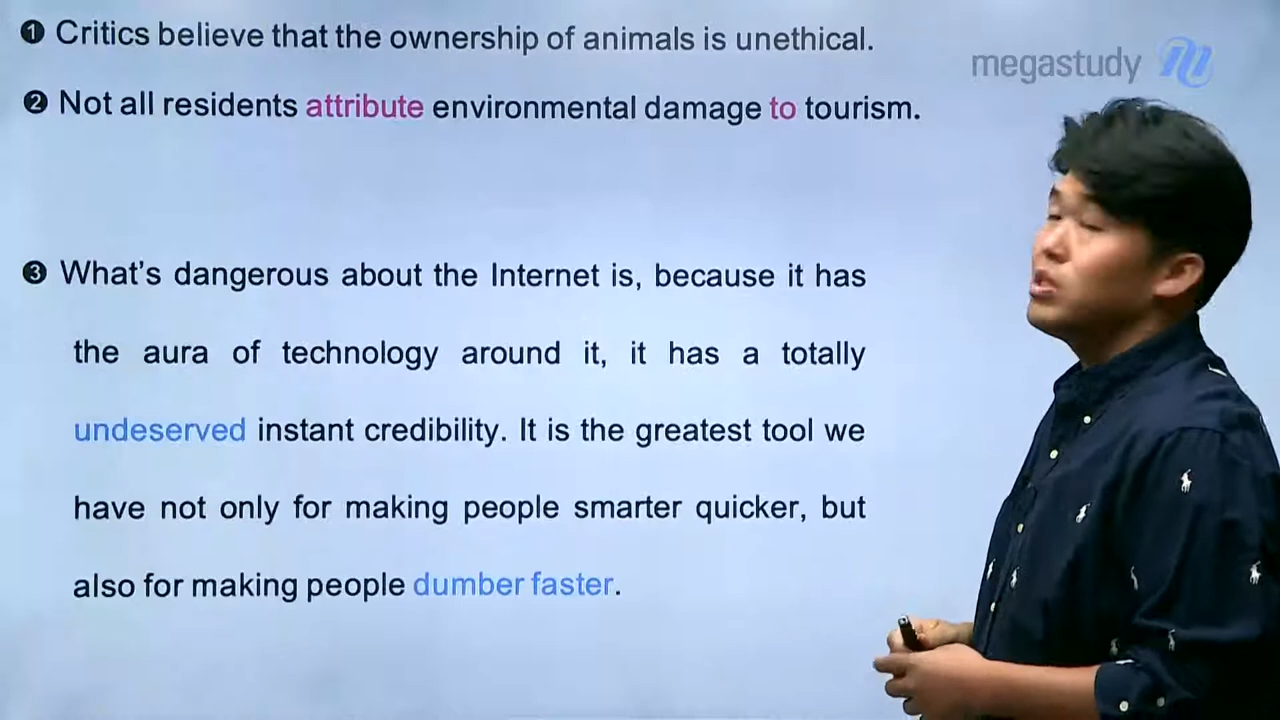 ❶ Critics believe that the ownership of animals is unethical.
megastudy
❷ Not all residents attribute environmental damage to tourism.
❸ What's dangerous about the Internet is, because it has
the aura of technology around it, it has a totally
undeserved instant credibility. It is the greatest tool we
have not only for making people smarter quicker, but
also for making people dumber faster.